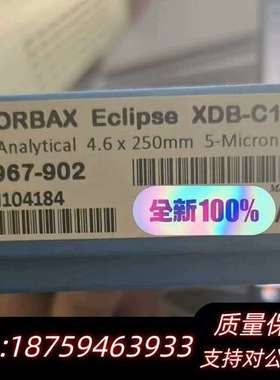 ORBAX Eclipse XDB-C1
Analytical 4.6 x 250mm 5-Micron
967-902
104184
全新100%
质量保
:18759463933
支持对公